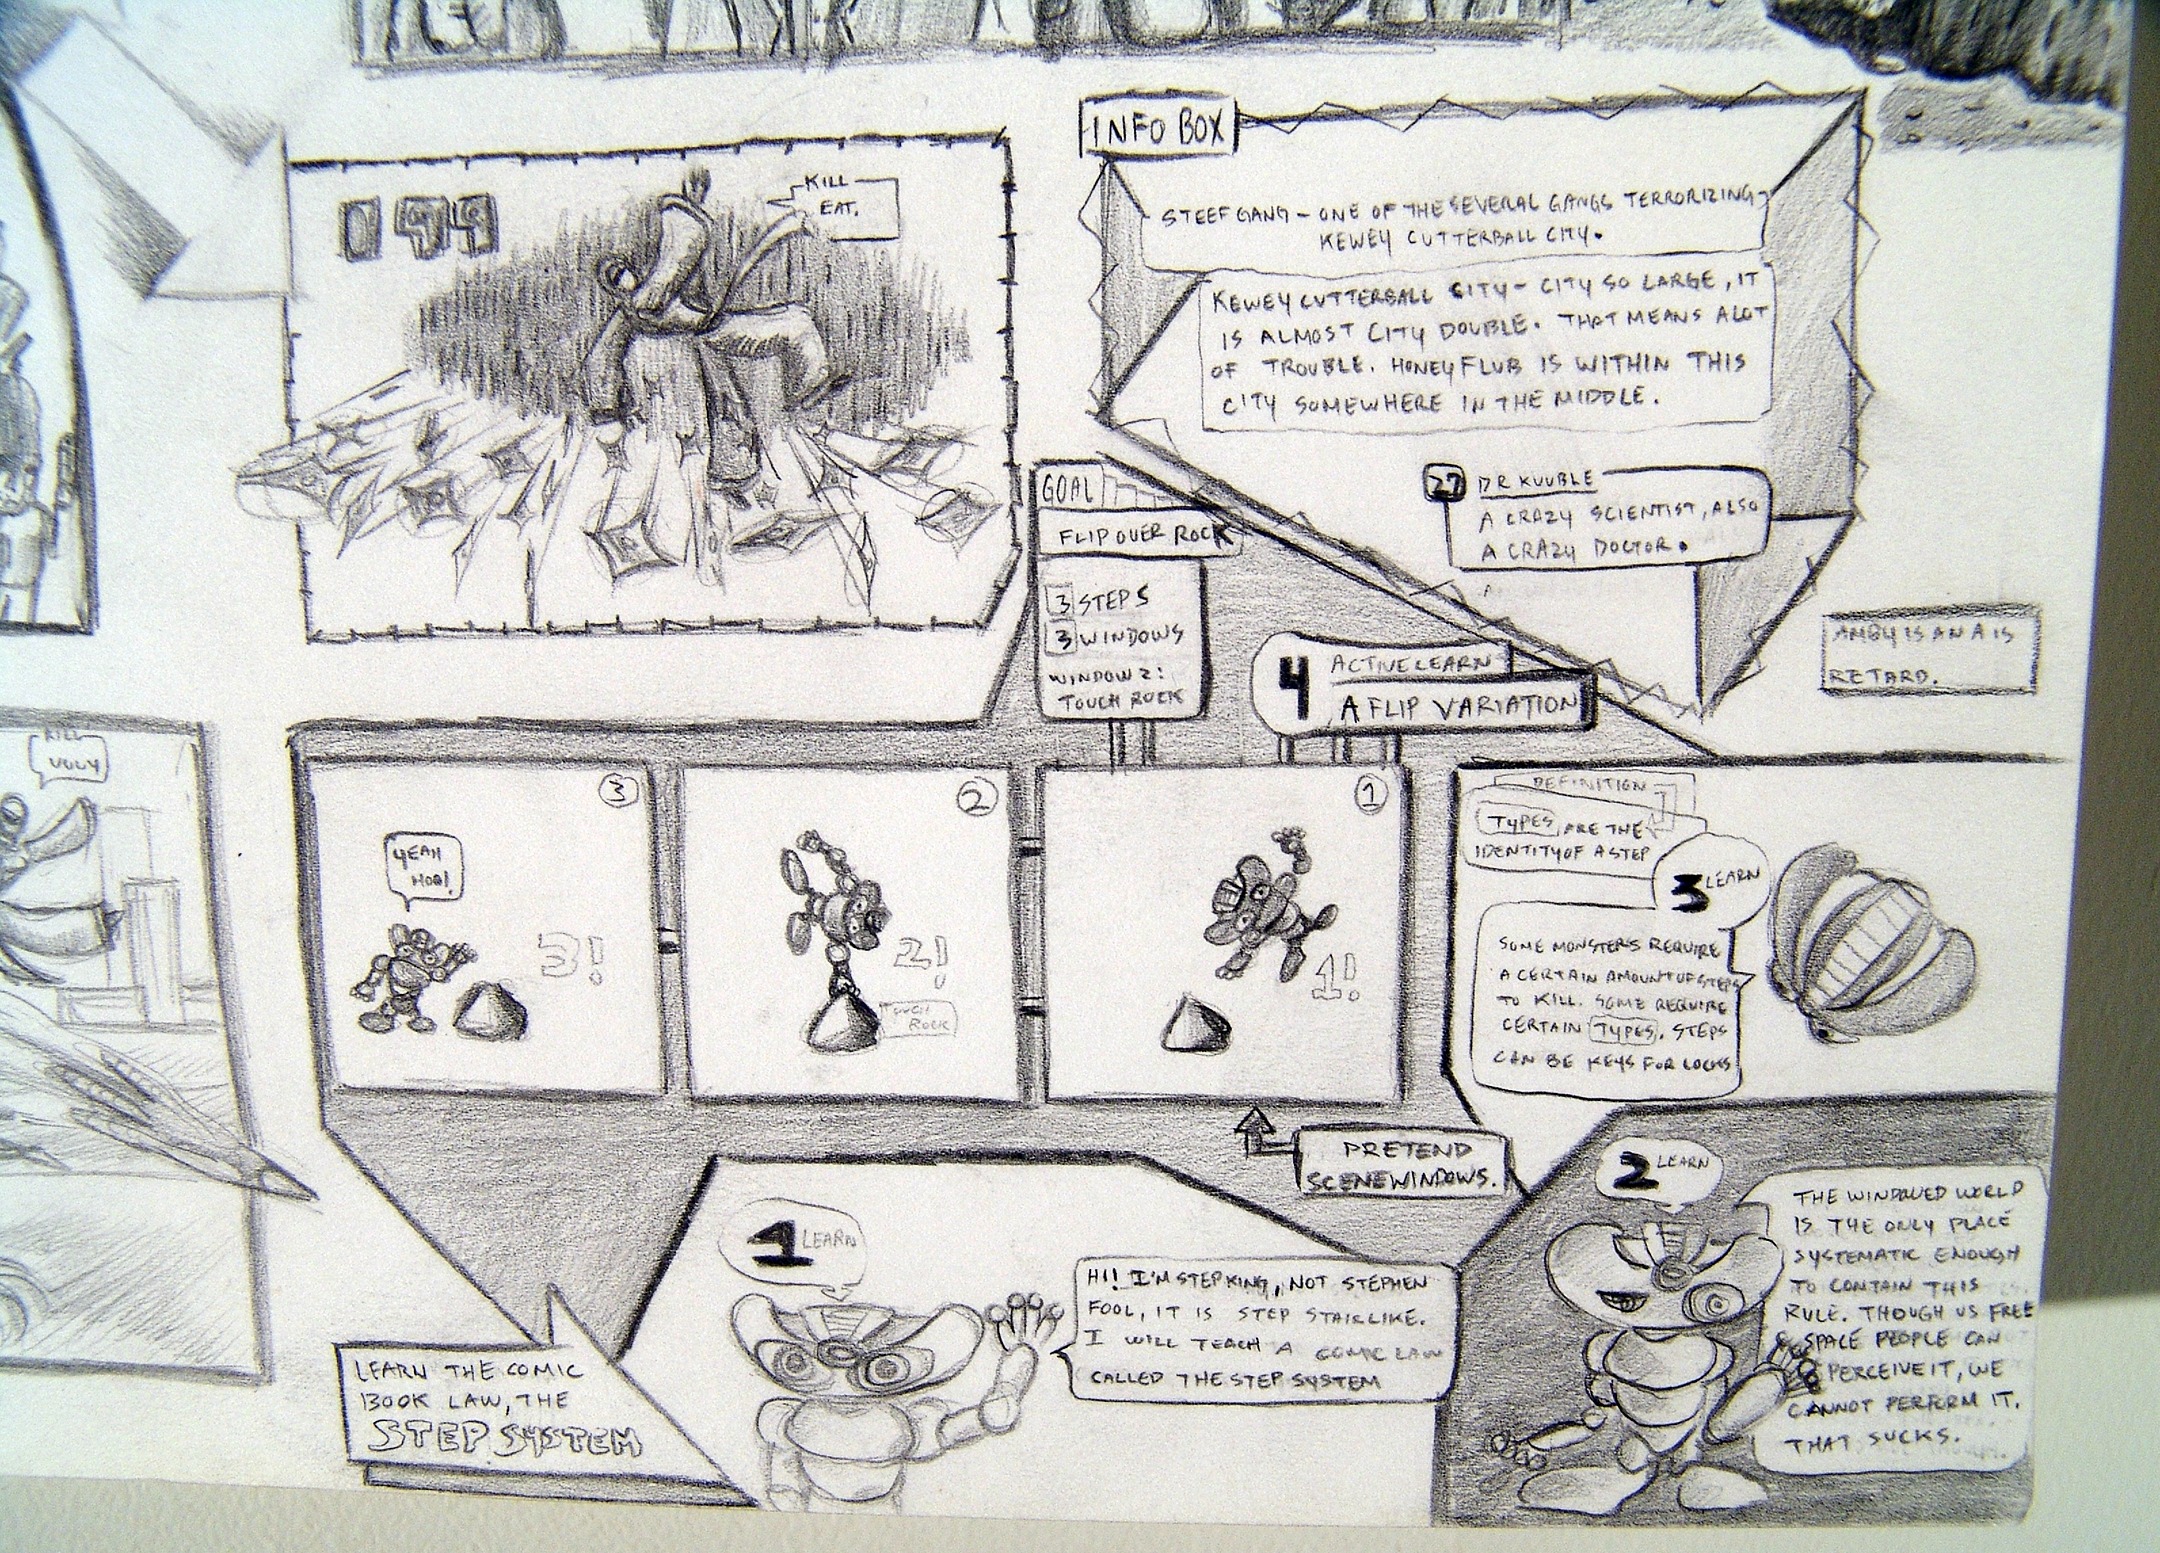 099
KILL
EAT.
INFO BOX
STEEF GANG - ONE OF THE SEVERAL GANGS TERRORIZING
KEWEY CUTTERBALL CITY.
KEWEY CUTTERBALL CITY - CITY SO LARGE, IT
IS ALMOST CITY DOUBLE. THAT MEANS ALOT
OF TROUBLE. HONEY FLUB IS WITHIN THIS
CITY SOMEWHERE IN THE MIDDLE.
27 DR KUUBLE
A CRAZY SCIENTIST, ALSO
A CRAZY DOCTOR.
AMBY IS AN A IS
RETARD.
GOAL
FLIP OVER ROCK
3 STEPS
3 WINDOWS
WINDOW 2:
TOUCH ROCK
4 ACTIVE LEARN
A FLIP VARIATION
KILL
UGLY
3
YEAH
HOO!
3!
2
2!
ROCK
1
1!
DEFINITION
TYPES ARE THE
IDENTITY OF A STEP
3 LEARN
SOME MONSTERS REQUIRE
A CERTAIN AMOUNT OF STEPS
TO KILL. SOME REQUIRE
CERTAIN TYPES. STEPS
CAN BE KEYS FOR LOCKS
PRETEND
SCENE WINDOWS.
2 LEARN
THE WINDOWED WORLD
IS THE ONLY PLACE
SYSTEMATIC ENOUGH
TO CONTAIN THIS
RULE. THOUGH US FREE
SPACE PEOPLE CAN
PERCEIVE IT, WE
CANNOT PERFORM IT.
THAT SUCKS.
1 LEARN
HI! I'M STEP KING, NOT STEPHEN
FOOL, IT IS STEP STAIRLIKE.
I WILL TEACH A COMIC LAW
CALLED THE STEP SYSTEM
LEARN THE COMIC
BOOK LAW, THE
STEP SYSTEM